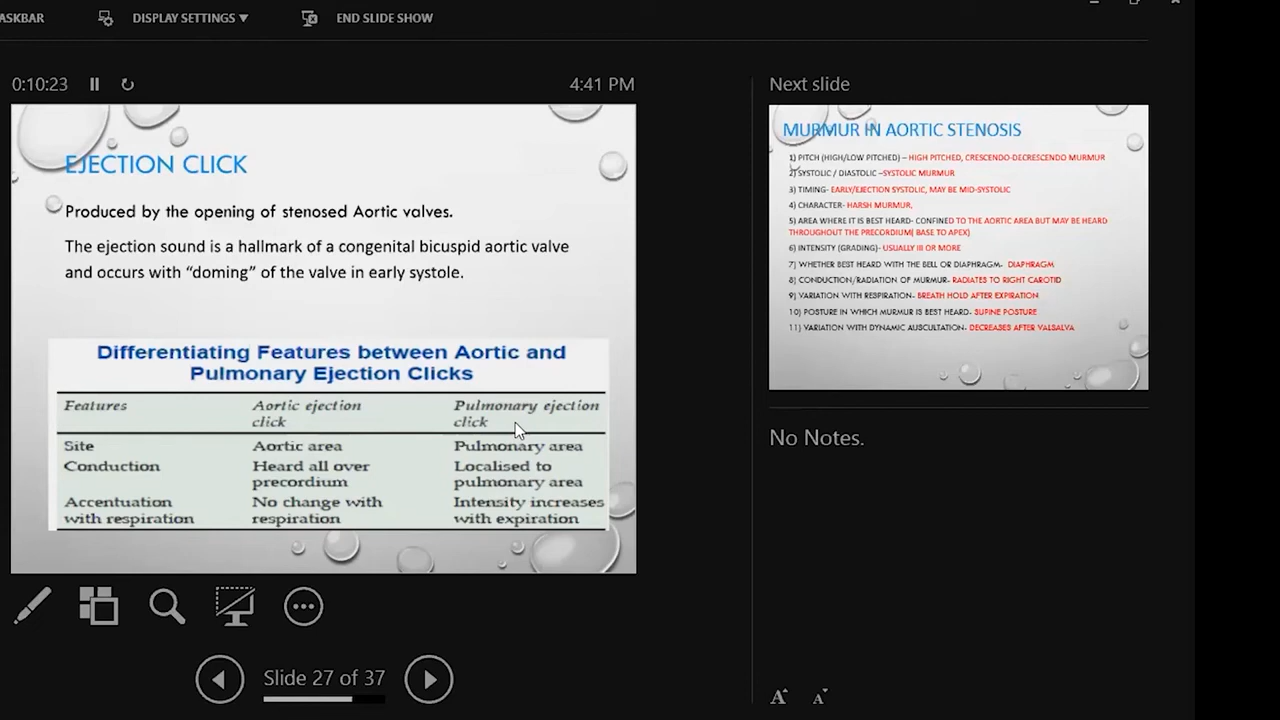 ASKBAR
DISPLAY SETTINGS ▼
END SLIDE SHOW
0:10:23
4:41 PM
EJECTION CLICK
Produced by the opening of stenosed Aortic valves.
The ejection sound is a hallmark of a congenital bicuspid aortic valve
and occurs with “doming” of the valve in early systole.
Differentiating Features between Aortic and
Pulmonary Ejection Clicks
Features Aortic ejection click Pulmonary ejection click
Site Aortic area Pulmonary area
Conduction Heard all over precordium Localised to pulmonary area
Accentuation with respiration No change with respiration Intensity increases with expiration
Slide 27 of 37
Next slide
MURMUR IN AORTIC STENOSIS
1) PITCH (HIGH/LOW PITCHED) – HIGH PITCHED, CRESCENDO-DECRESCENDO MURMUR
2) SYSTOLIC / DIASTOLIC –SYSTOLIC MURMUR
3) TIMING- EARLY/EJECTION SYSTOLIC, MAY BE MID-SYSTOLIC
4) CHARACTER- HARSH MURMUR,
5) AREA WHERE IT IS BEST HEARD- CONFINED TO THE AORTIC AREA BUT MAY BE HEARD
THROUGHOUT THE PRECORDIUM( BASE TO APEX)
6) INTENSITY (GRADING)- USUALLY III OR MORE
7) WHETHER BEST HEARD WITH THE BELL OR DIAPHRAGM- DIAPHRAGM
8) CONDUCTION/RADIATION OF MURMUR- RADIATES TO RIGHT CAROTID
9) VARIATION WITH RESPIRATION- BREATH HOLD AFTER EXPIRATION
10) POSTURE IN WHICH MURMUR IS BEST HEARD- SUPINE POSTURE
11) VARIATION WITH DYNAMIC AUSCULTATION- DECREASES AFTER VALSALVA
No Notes.
A A